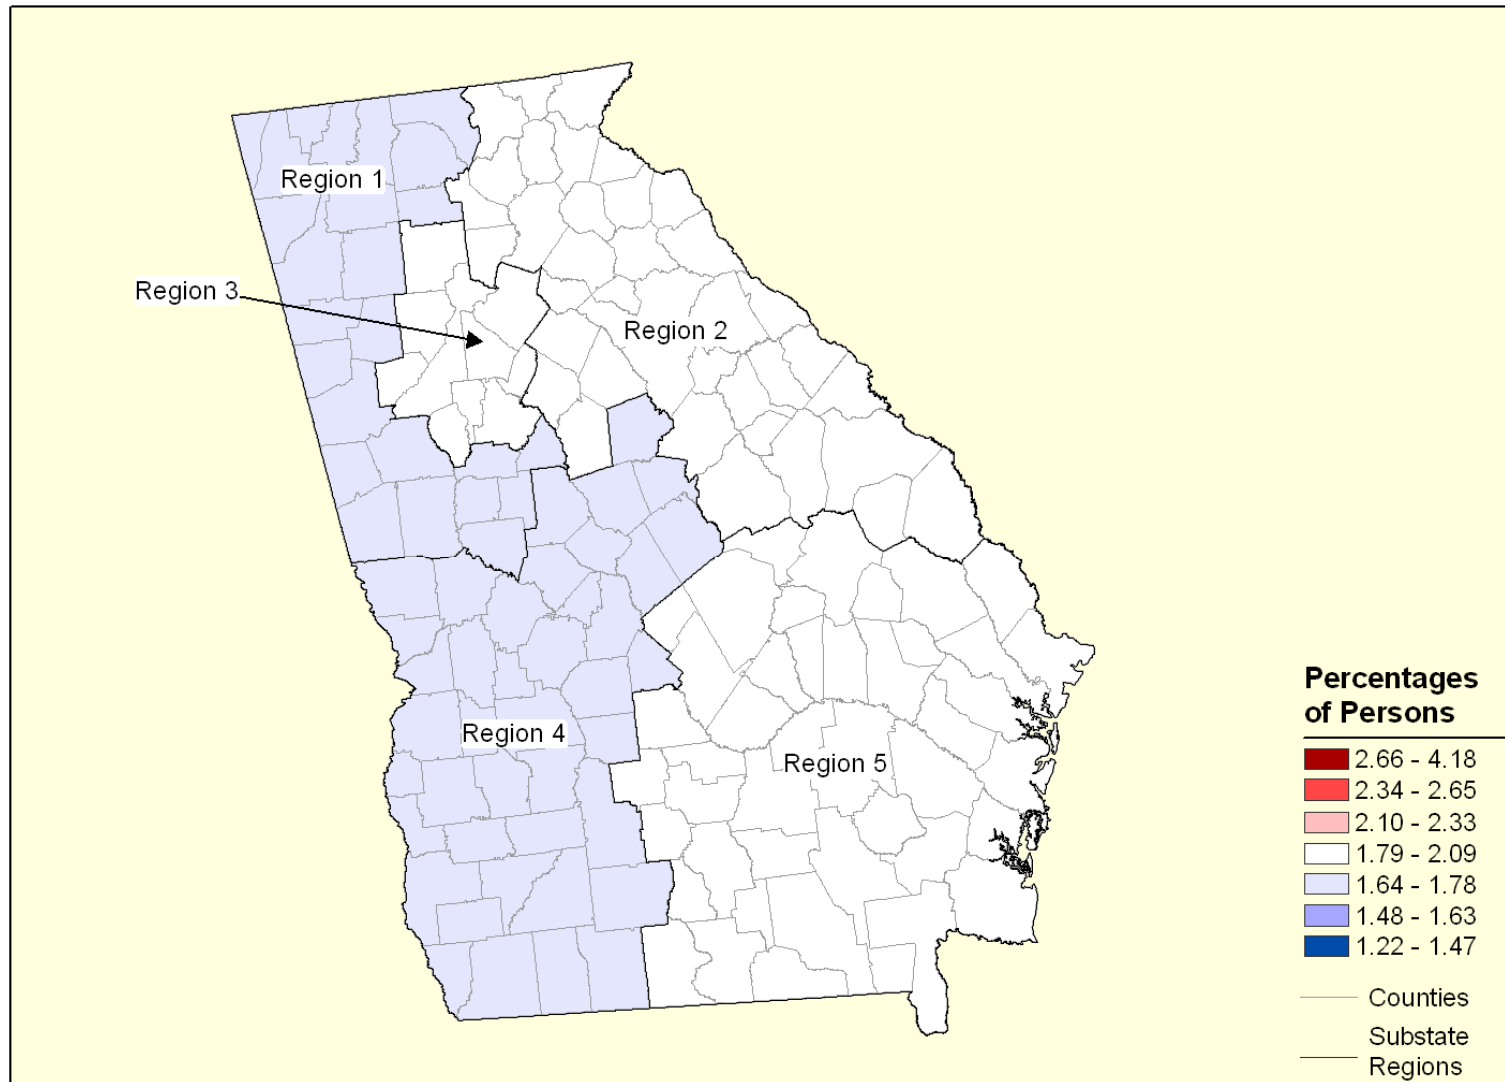 Region 1
Region 3
Region 2
Region 4
Region 5
Percentages
of Persons
2.66 - 4.18
2.34 - 2.65
2.10 - 2.33
1.79 - 2.09
1.64 - 1.78
1.48 - 1.63
1.22 - 1.47
Counties
Substate
Regions